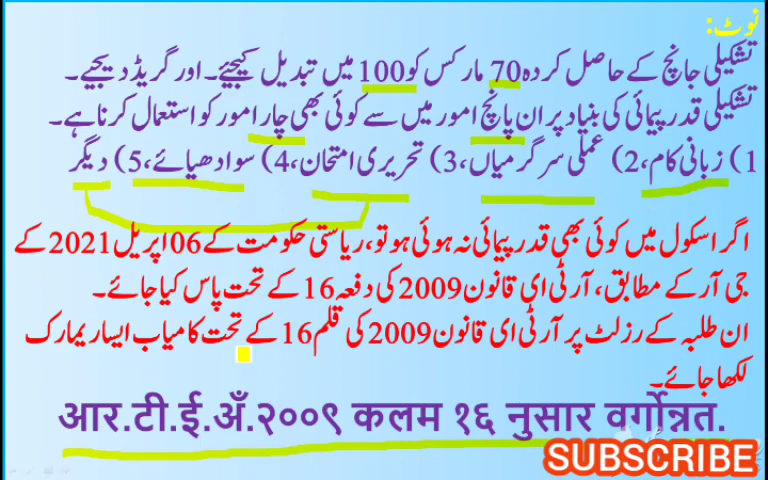 نوٹ:
تشکیلی جانچ کے حاصل کردہ 70 مارکس کو 100 میں تبدیل کیجیئے۔ اور گریڈ دیجیے۔
تشکیلی قدر پیمائی کی بنیاد پر ان پانچ امور میں سے کوئی بھی چار امور کو استعمال کرنا ہے۔
1) زبانی کام، 2) عملی سرگرمیاں، 3) تحریری امتحان، 4) سوادھیائے، 5) دیگر
اگر اسکول میں کوئی بھی قدر پیمائی نہ ہوئی ہو تو، ریاستی حکومت کے 06 اپریل 2021 کے
جی آر کے مطابق، آر ٹی ای قانون 2009 کی دفعہ 16 کے تحت پاس کیا جائے۔
ان طلبہ کے رزلٹ پر آر ٹی ای قانون 2009 کی قلم 16 کے تحت کامیاب ایسا ریمارک
لکھا جائے۔
आर.टी.ई.अँ.२००९ कलम १६ नुसार वर्गोन्नत.
SUBSCRIBE